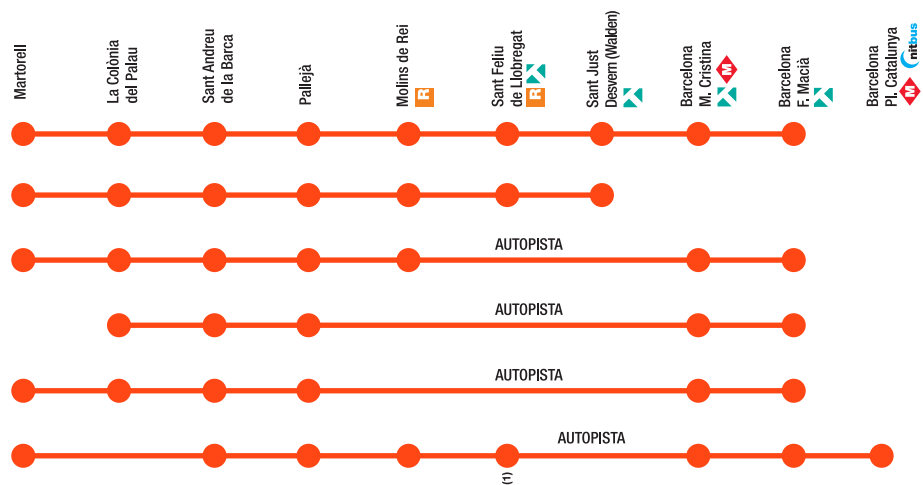 Martorell
La Colònia
del Palau
Sant Andreu
de la Barca
Pallejà
Molins de Rei
R
Sant Feliu
de Llobregat
R
Sant Just
Desvern (Walden)
Barcelona
M. Cristina
M
Barcelona
F. Macià
Barcelona
Pl. Catalunya
M
nitbus
AUTOPISTA
AUTOPISTA
AUTOPISTA
AUTOPISTA
(1)